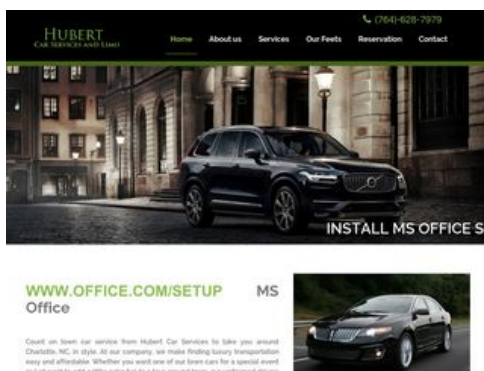 (764)-628-7979
HUBERT
CAR SERVICES AND LIMO
Home About us Services Our Feets Reservation Contact
INSTALL MS OFFICE S
WWW.OFFICE.COM/SETUP MS
Office
Count on town car service from Hubert Car Services to take you around
Charlotte, NC, in style. At our company, we make finding luxury transportation
easy and affordable. Whether you want one of our town cars for a special event